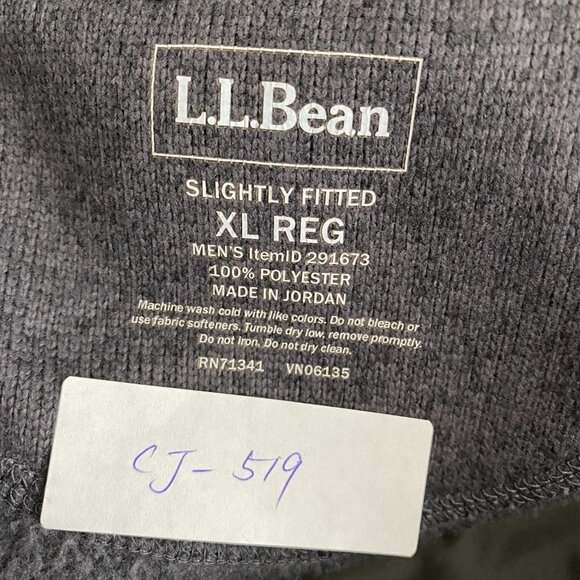 L.L.Bean
SLIGHTLY FITTED
XL REG
MEN'S ItemID 291673
100% POLYESTER
MADE IN JORDAN
Machine wash cold with like colors. Do not bleach or
use fabric softeners. Tumble dry low, remove promptly.
Do not iron. Do not dry clean.
RN71341 VN06135
CJ-519